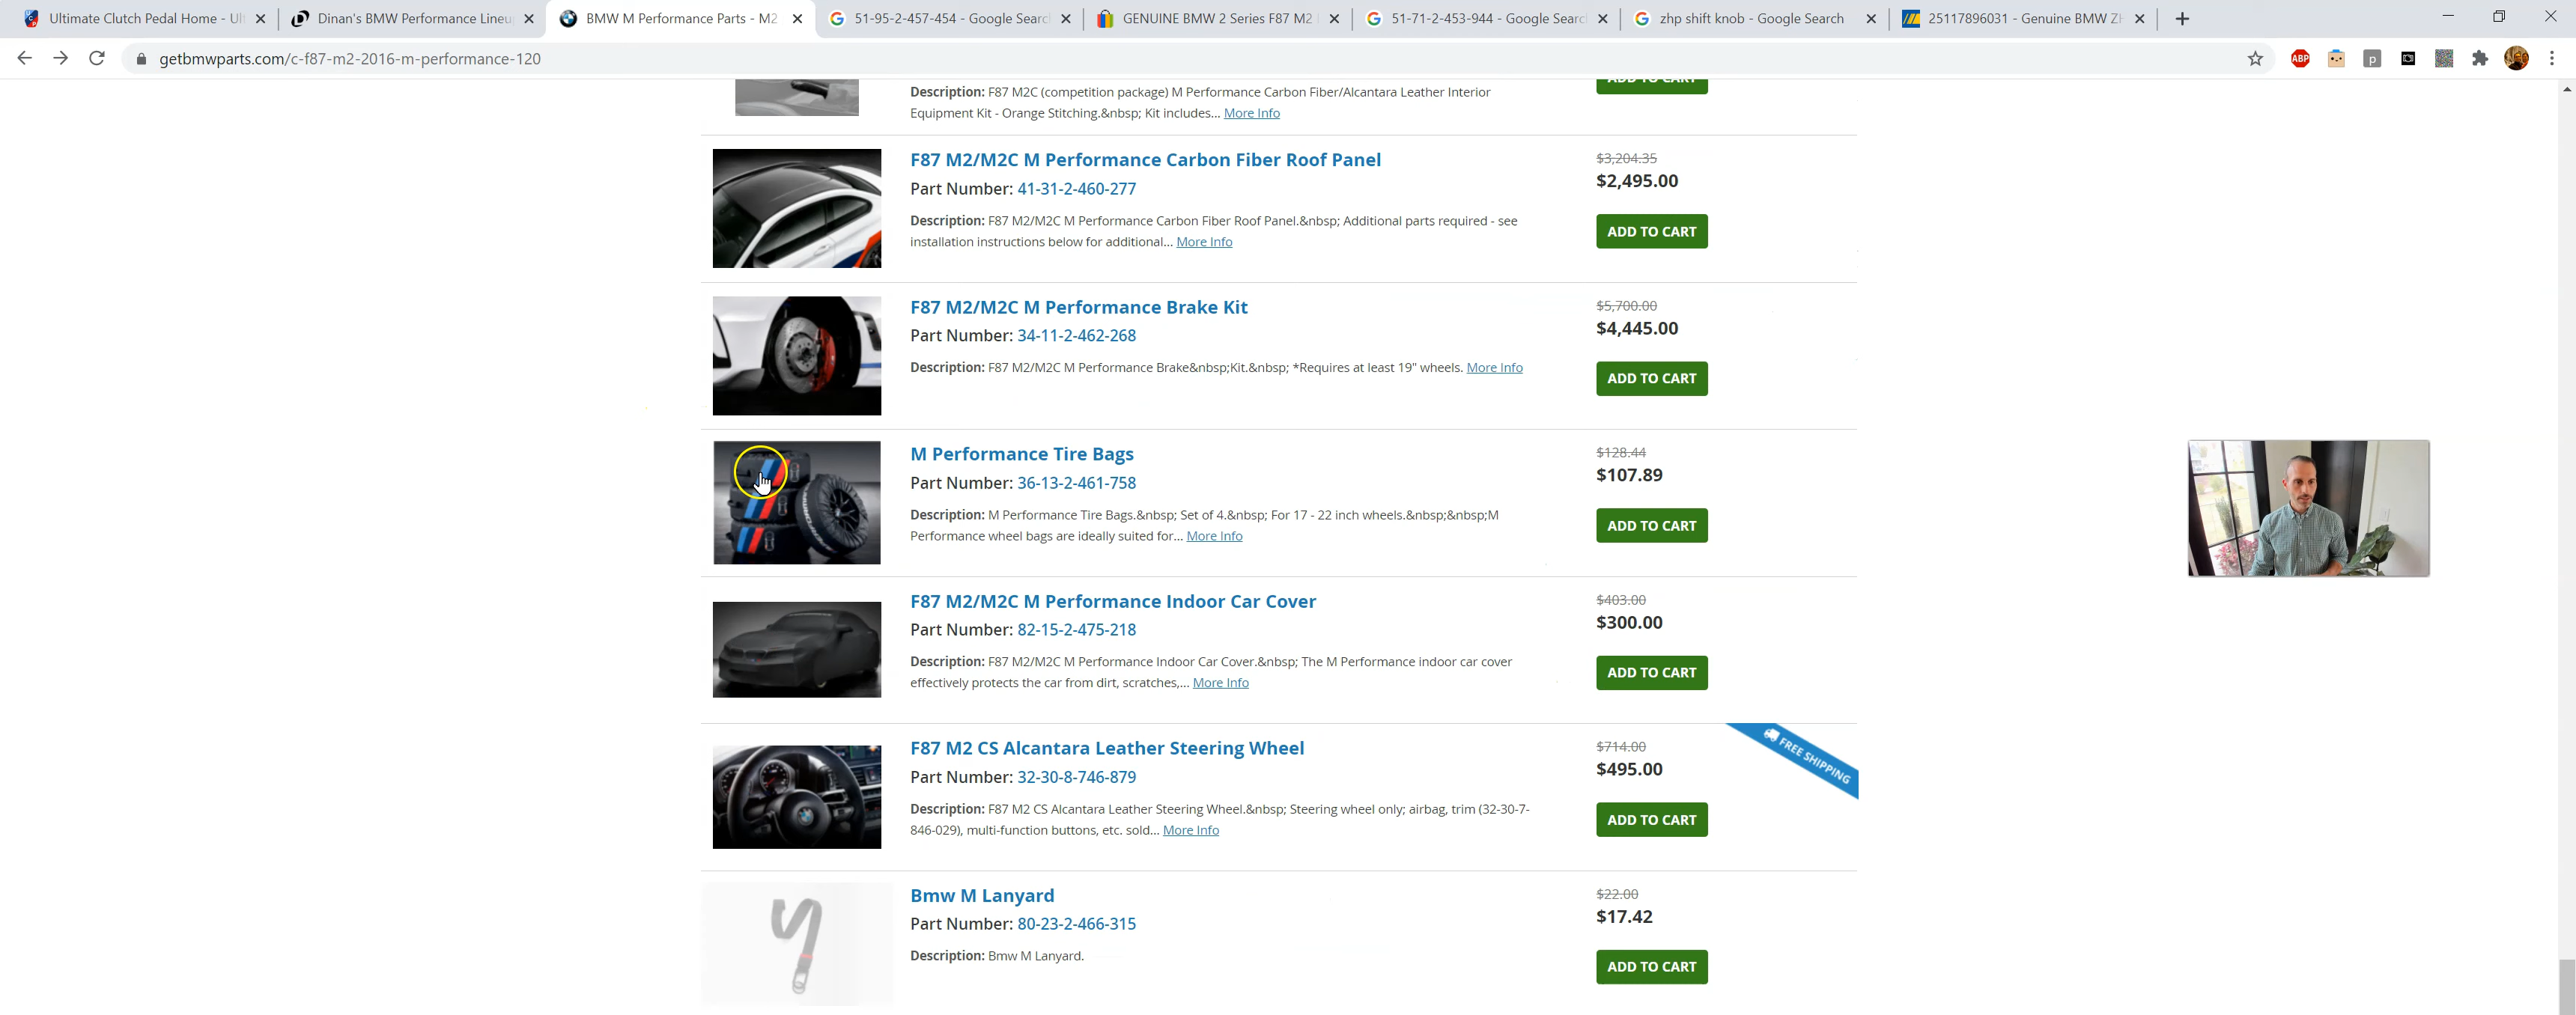 Ultimate Clutch Pedal Home - Ul
Dinan's BMW Performance Lineu
BMW M Performance Parts - M2
51-95-2-457-454 - Google Searc
GENUINE BMW 2 Series F87 M2
51-71-2-453-944 - Google Searc
zhp shift knob - Google Search
25117896031 - Genuine BMW ZH
getbmwparts.com/c-f87-m2-2016-m-performance-120
ABP
p
Description: F87 M2C (competition package) M Performance Carbon Fiber/Alcantara Leather Interior
Equipment Kit - Orange Stitching.&nbsp; Kit includes... More Info
ADD TO CART
F87 M2/M2C M Performance Carbon Fiber Roof Panel
Part Number: 41-31-2-460-277
Description: F87 M2/M2C M Performance Carbon Fiber Roof Panel.&nbsp; Additional parts required - see
installation instructions below for additional... More Info
$3,204.35
$2,495.00
ADD TO CART
F87 M2/M2C M Performance Brake Kit
Part Number: 34-11-2-462-268
Description: F87 M2/M2C M Performance Brake&nbsp;Kit.&nbsp; *Requires at least 19" wheels. More Info
$5,700.00
$4,445.00
ADD TO CART
M Performance Tire Bags
Part Number: 36-13-2-461-758
Description: M Performance Tire Bags.&nbsp; Set of 4.&nbsp; For 17 - 22 inch wheels.&nbsp;&nbsp;M
Performance wheel bags are ideally suited for... More Info
$128.44
$107.89
ADD TO CART
F87 M2/M2C M Performance Indoor Car Cover
Part Number: 82-15-2-475-218
Description: F87 M2/M2C M Performance Indoor Car Cover.&nbsp; The M Performance indoor car cover
effectively protects the car from dirt, scratches,... More Info
$403.00
$300.00
ADD TO CART
F87 M2 CS Alcantara Leather Steering Wheel
Part Number: 32-30-8-746-879
Description: F87 M2 CS Alcantara Leather Steering Wheel.&nbsp; Steering wheel only; airbag, trim (32-30-7-
846-029), multi-function buttons, etc. sold... More Info
$714.00
$495.00
ADD TO CART
FREE SHIPPING
Bmw M Lanyard
Part Number: 80-23-2-466-315
Description: Bmw M Lanyard.
$22.00
$17.42
ADD TO CART